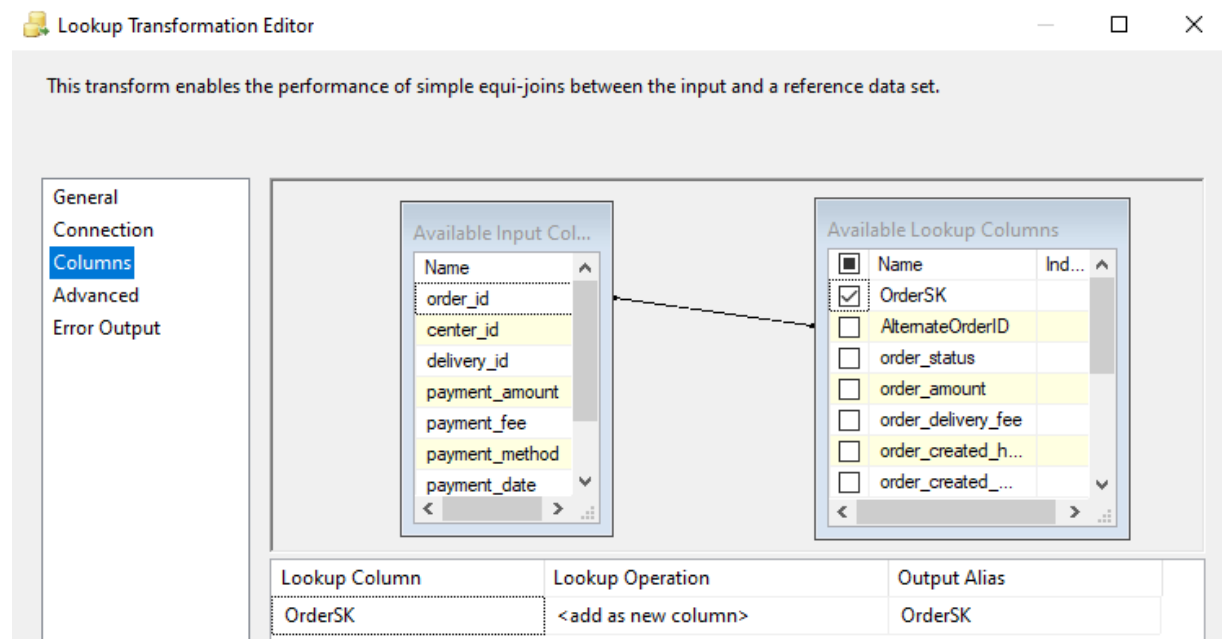 Lookup Transformation Editor
This transform enables the performance of simple equi-joins between the input and a reference data set.
General
Connection
Columns
Advanced
Error Output
Available Input Col...
Name
order_id
center_id
delivery_id
payment_amount
payment_fee
payment_method
payment_date
Available Lookup Columns
Name Ind...
OrderSK
AlternateOrderID
order_status
order_amount
order_delivery_fee
order_created_h...
order_created_...
Lookup Column Lookup Operation Output Alias
OrderSK <add as new column> OrderSK